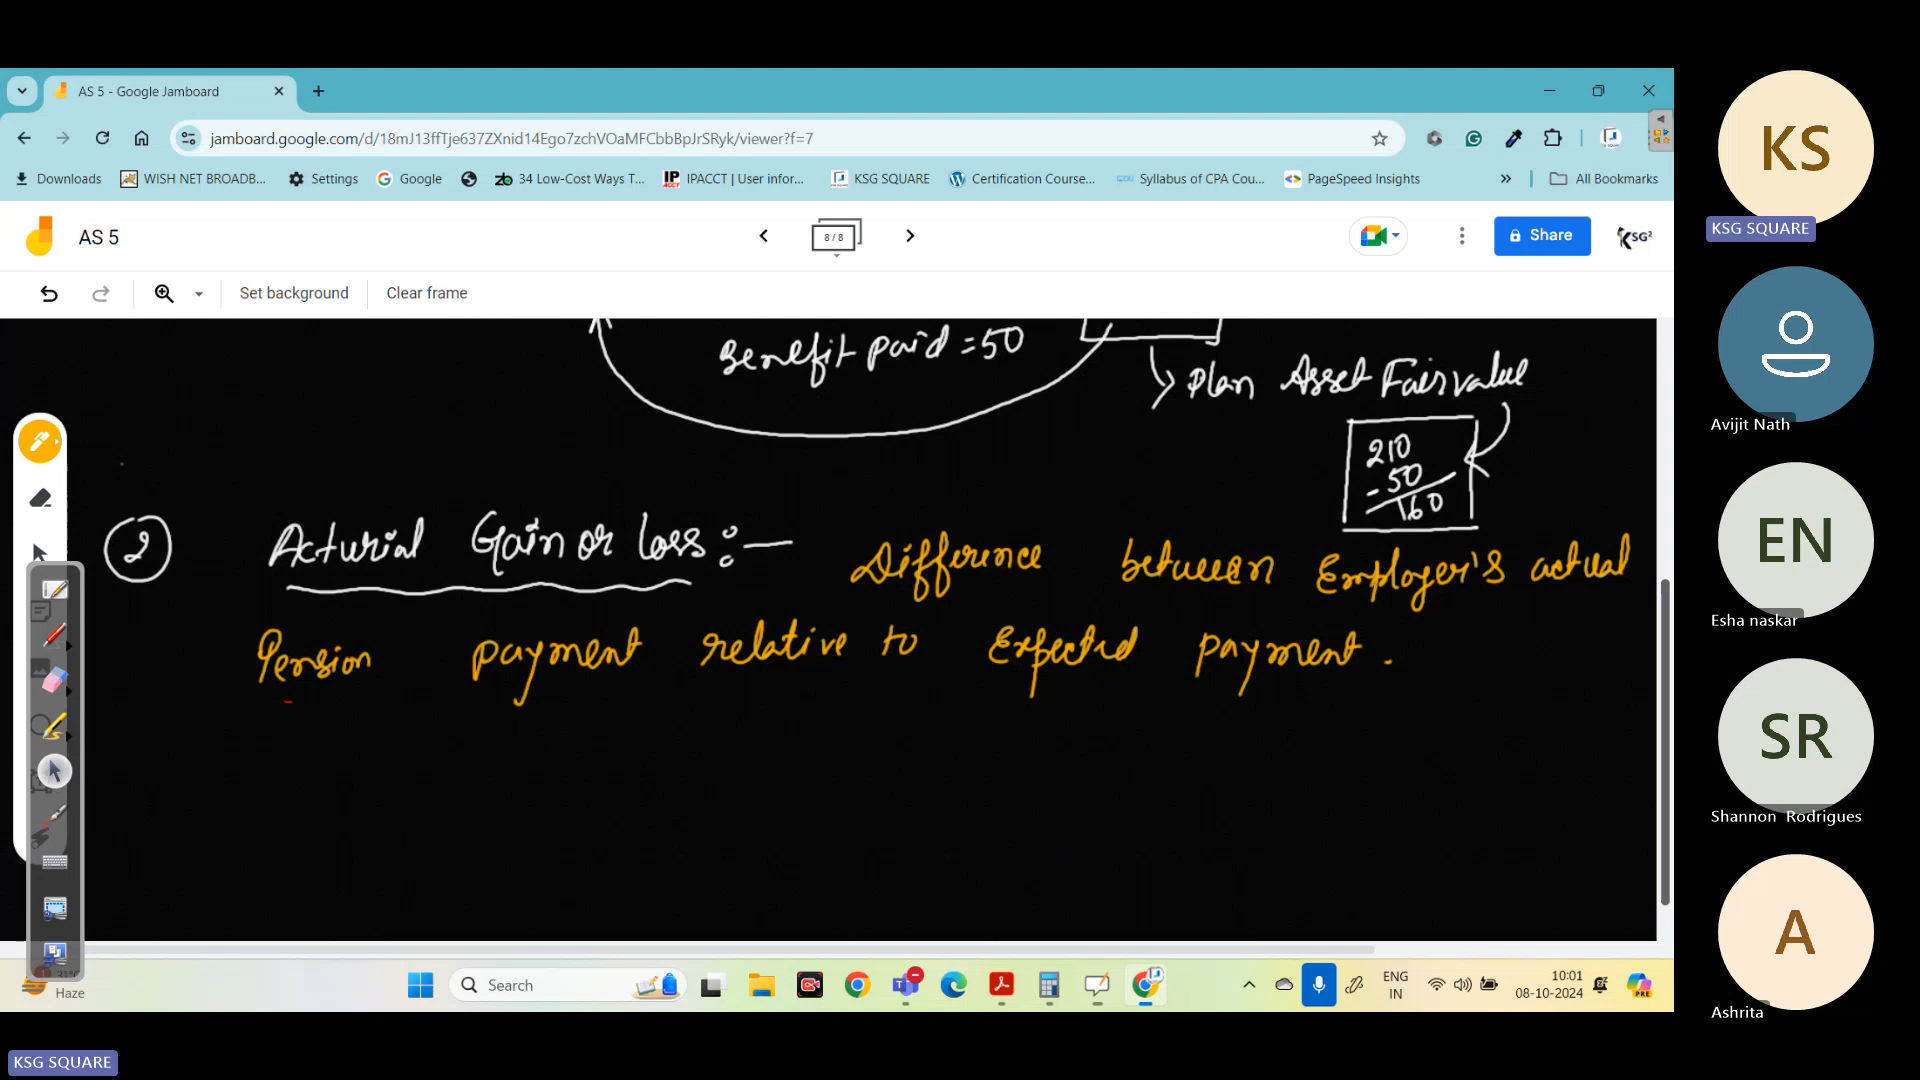 AS 5 - Google Jamboard
jamboard.google.com/d/18mJ13ffTje637ZXnid14Ego7zchVOaMFCbbBpJrSRyk/viewer?f=7
Downloads WISH NET BROADB... Settings Google 34 Low-Cost Ways T... IPACCT | User infor... KSG SQUARE Certification Course... Syllabus of CPA Cou... PageSpeed Insights » All Bookmarks
AS 5 8 / 8 Share KSG²
Set background Clear frame
Benefit paid = 50
Plan Asset Fair value
210
- 50
160
2 Acturial Gain or Loss :- Difference between Employer's actual
Pension payment relative to Expected payment .
31°C
Haze
Search
ENG
IN
10:01
08-10-2024
PRE
KS
KSG SQUARE
Avijit Nath
EN
Esha naskar
SR
Shannon Rodrigues
A
Ashrita
KSG SQUARE